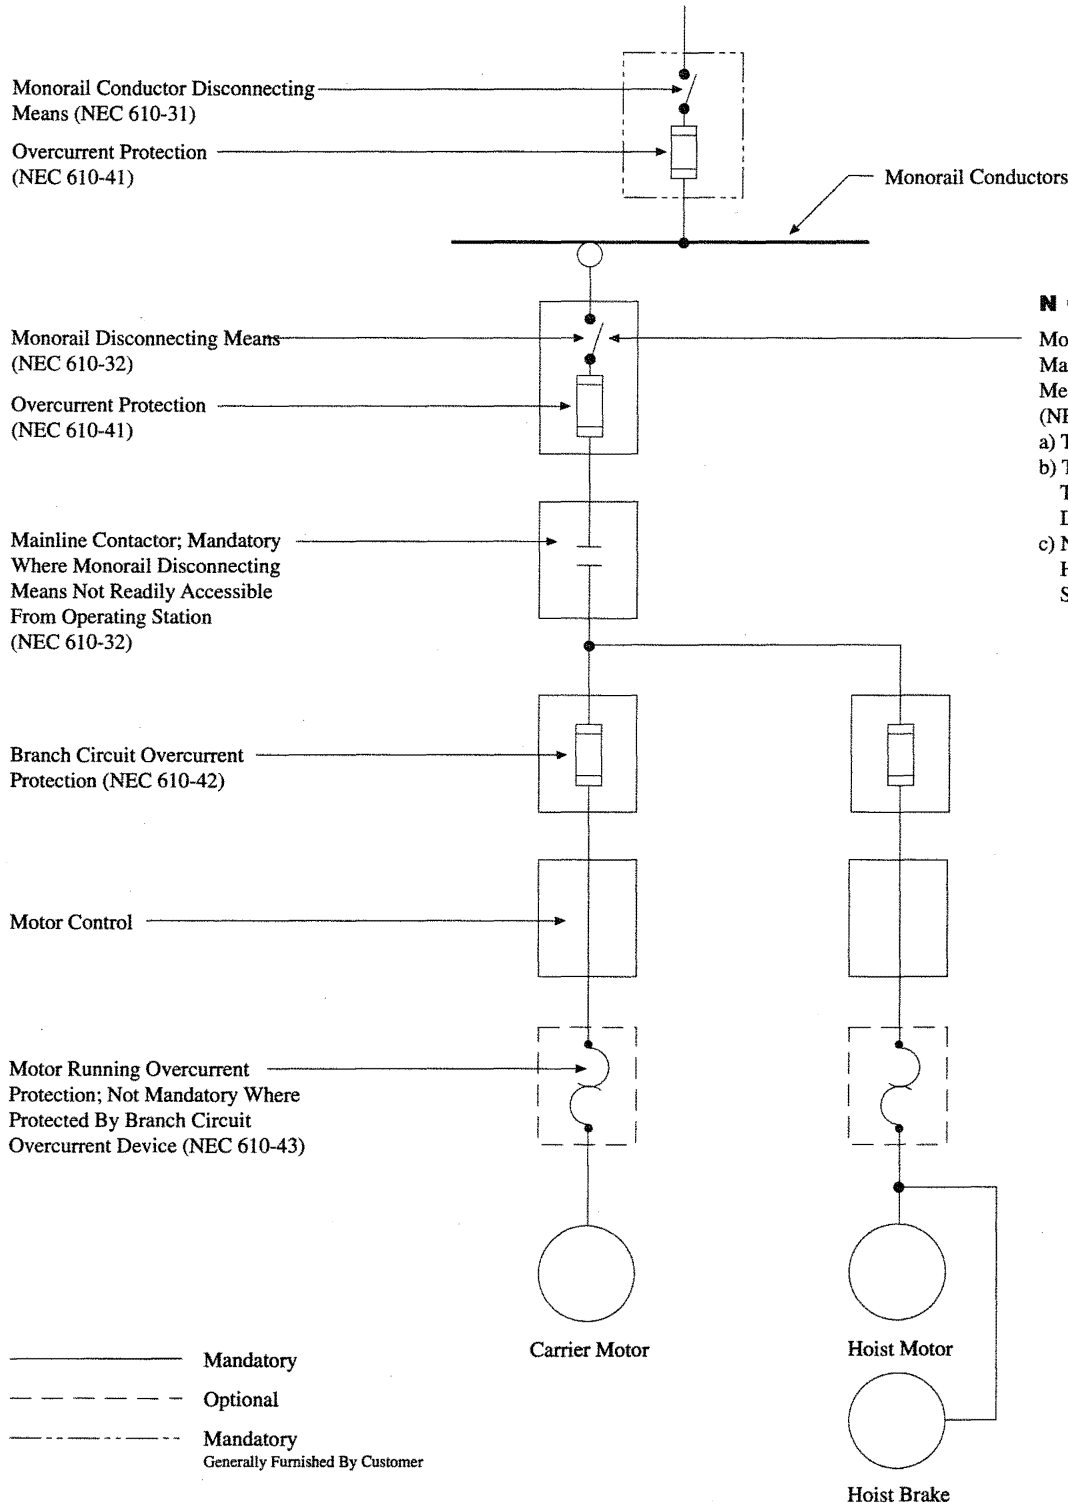 Monorail Conductor Disconnecting
Means (NEC 610-31)
Overcurrent Protection
(NEC 610-41)
Monorail Conductors
Monorail Disconnecting Means
(NEC 610-32)
Overcurrent Protection
(NEC 610-41)
N
Mo
Ma
Me
(NE
a) T
b) T
T
D
c) N
H
S
Mainline Contactor; Mandatory
Where Monorail Disconnecting
Means Not Readily Accessible
From Operating Station
(NEC 610-32)
Branch Circuit Overcurrent
Protection (NEC 610-42)
Motor Control
Motor Running Overcurrent
Protection; Not Mandatory Where
Protected By Branch Circuit
Overcurrent Device (NEC 610-43)
Carrier Motor
Hoist Motor
Hoist Brake
Mandatory
Optional
Mandatory
Generally Furnished By Customer